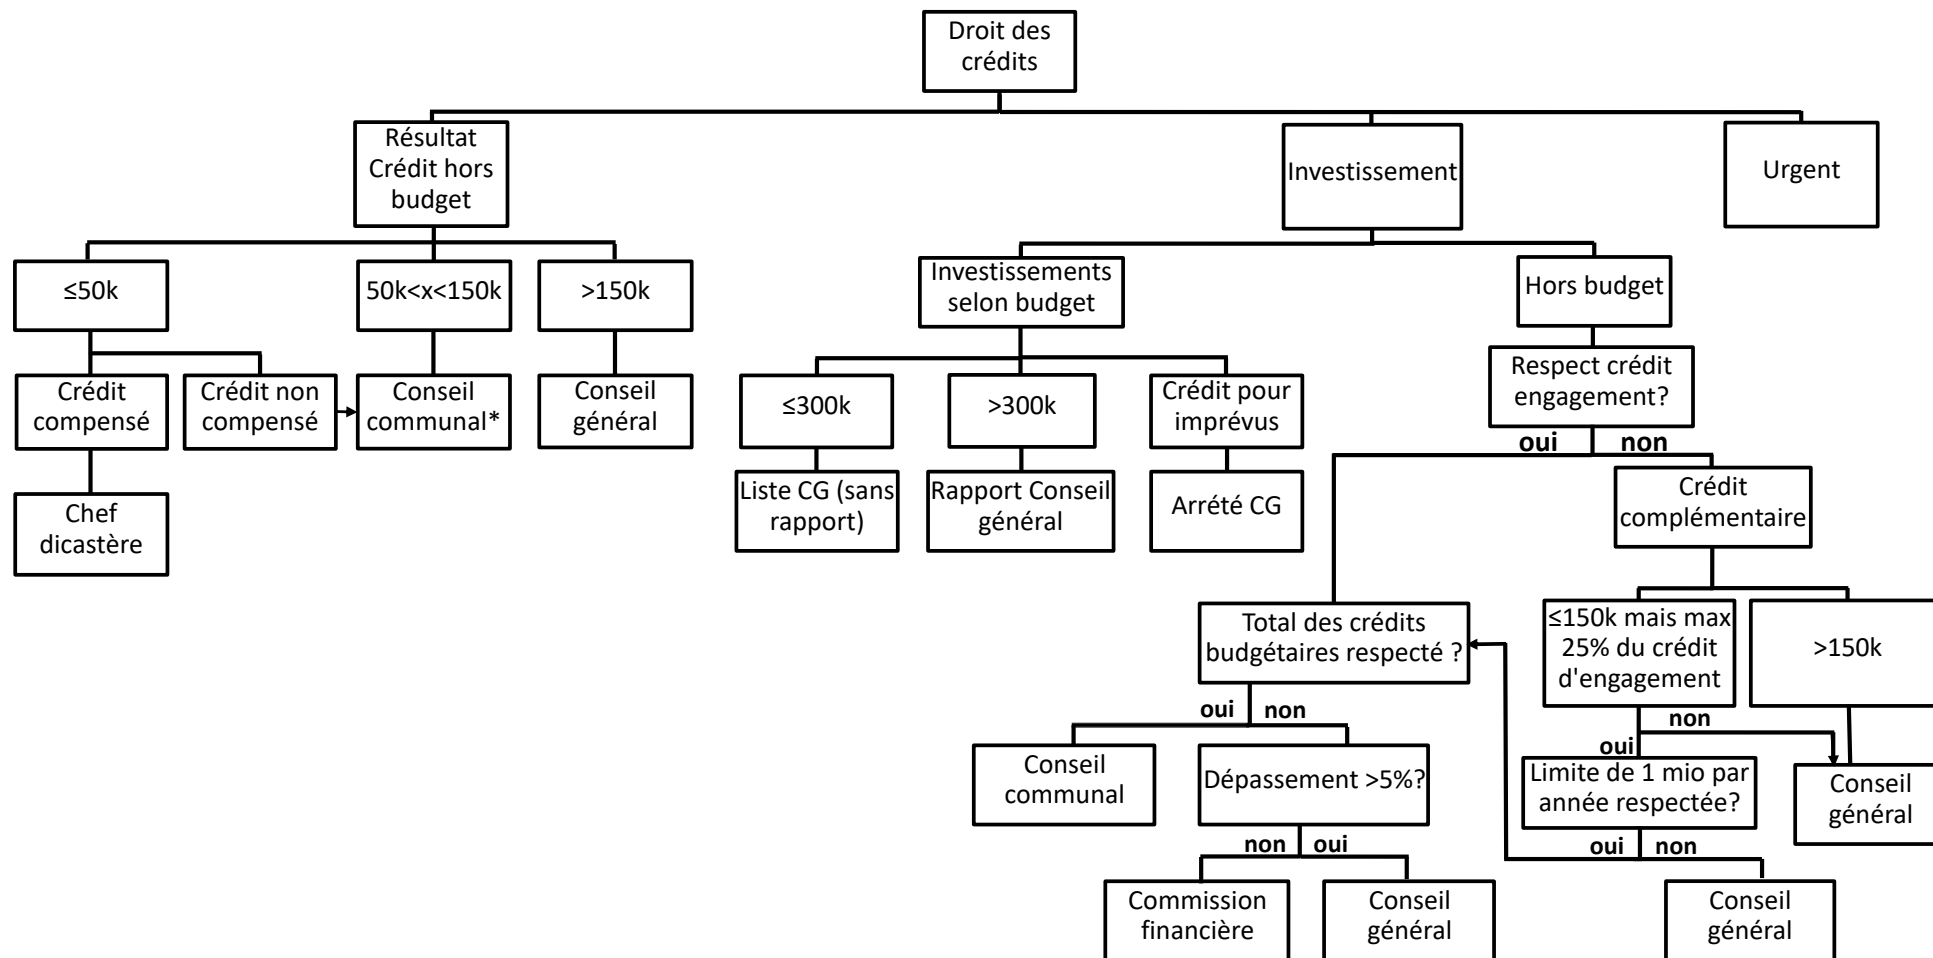 Droit des
crédits
Résultat
Crédit hors
budget
Investissement
Urgent
≤50k
50k<x<150k
>150k
Investissements
selon budget
Hors budget
Crédit
compensé
Crédit non
compensé
Conseil
communal*
Conseil
général
≤300k
>300k
Crédit pour
imprévus
Respect crédit
engagement?
oui
non
Chef
dicastère
Liste CG (sans
rapport)
Rapport Conseil
général
Arrété CG
Crédit
complémentaire
Total des crédits
budgétaires respecté ?
≤150k mais max
25% du crédit
d'engagement
>150k
oui
non
non
oui
Conseil
communal
Dépassement >5%?
Limite de 1 mio par
année respectée?
Conseil
général
non
oui
oui
non
Commission
financière
Conseil
général
Conseil
général